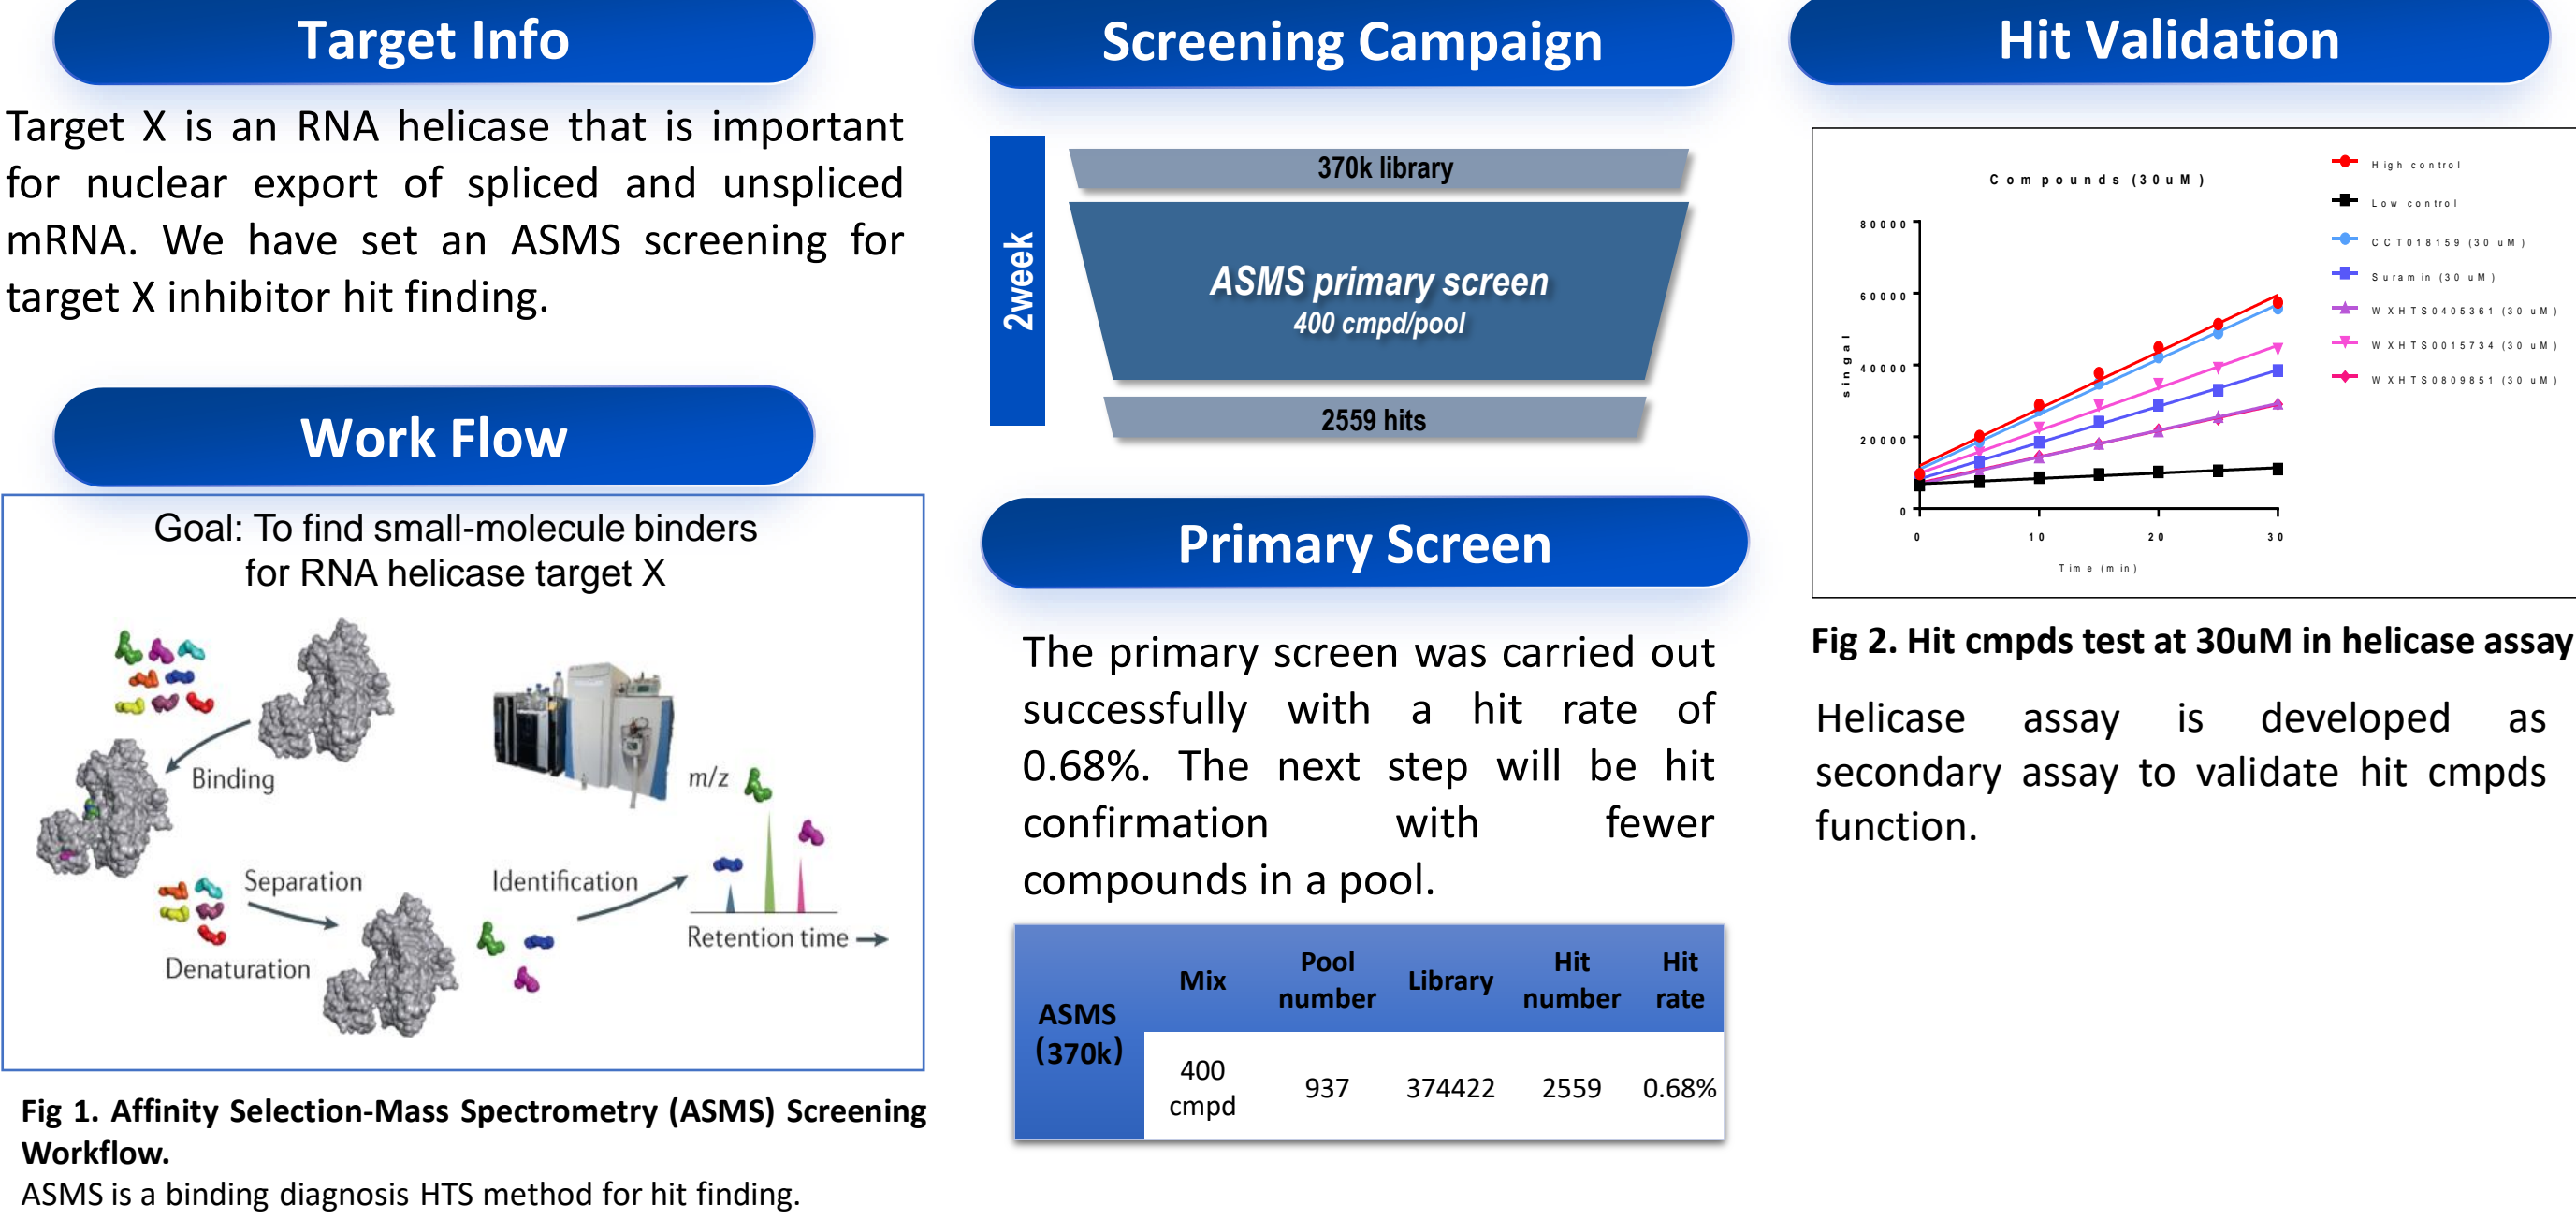 Target Info
Target X is an RNA helicase that is important
for nuclear export of spliced and unspliced
mRNA. We have set an ASMS screening for
target X inhibitor hit finding.
Work Flow
Goal: To find small-molecule binders
for RNA helicase target X
Binding
m/z
Separation
Identification
Denaturation
Retention time
Fig 1. Affinity Selection-Mass Spectrometry (ASMS) Screening
Workflow.
ASMS is a binding diagnosis HTS method for hit finding.
Screening Campaign
2week
370k library
ASMS primary screen
400 cmpd/pool
2559 hits
Primary Screen
The primary screen was carried out
successfully with a hit rate of
0.68%. The next step will be hit
confirmation with fewer
compounds in a pool.
ASMS
(370k)
Mix
Pool
number
Library
Hit
number
Hit
rate
400
cmpd
937
374422
2559
0.68%
Hit Validation
Compounds (30uM)
80000
60000
40000
20000
0
singal
0
10
20
30
Time (min)
High control
Low control
CCT018159 (30 uM)
Suramin (30 uM)
WXHTS0405361 (30 uM)
WXHTS0015734 (30 uM)
WXHTS0809851 (30 uM)
Fig 2. Hit cmpds test at 30uM in helicase assay
Helicase assay is developed as
secondary assay to validate hit cmpds
function.